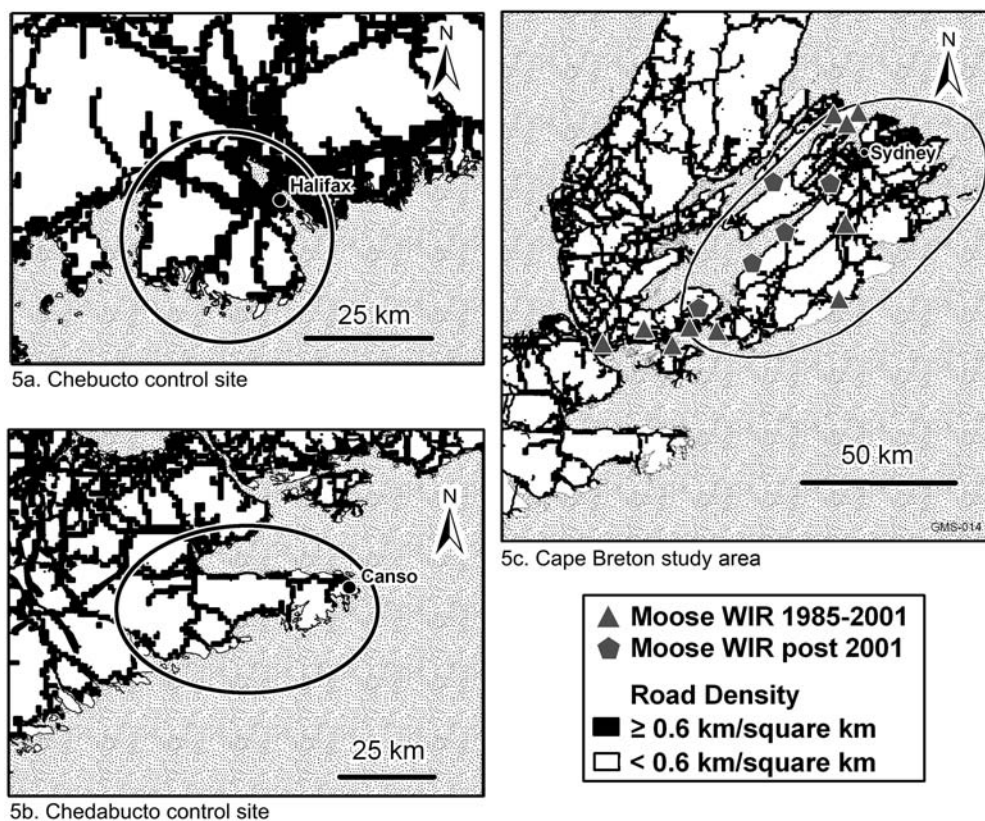 N
Halifax
25 km
5a. Chebucto control site
N
Canso
25 km
5b. Chedabucto control site
N
Sydney
50 km
GMS-014
5c. Cape Breton study area
Moose WIR 1985-2001
Moose WIR post 2001
Road Density
≥ 0.6 km/square km
< 0.6 km/square km